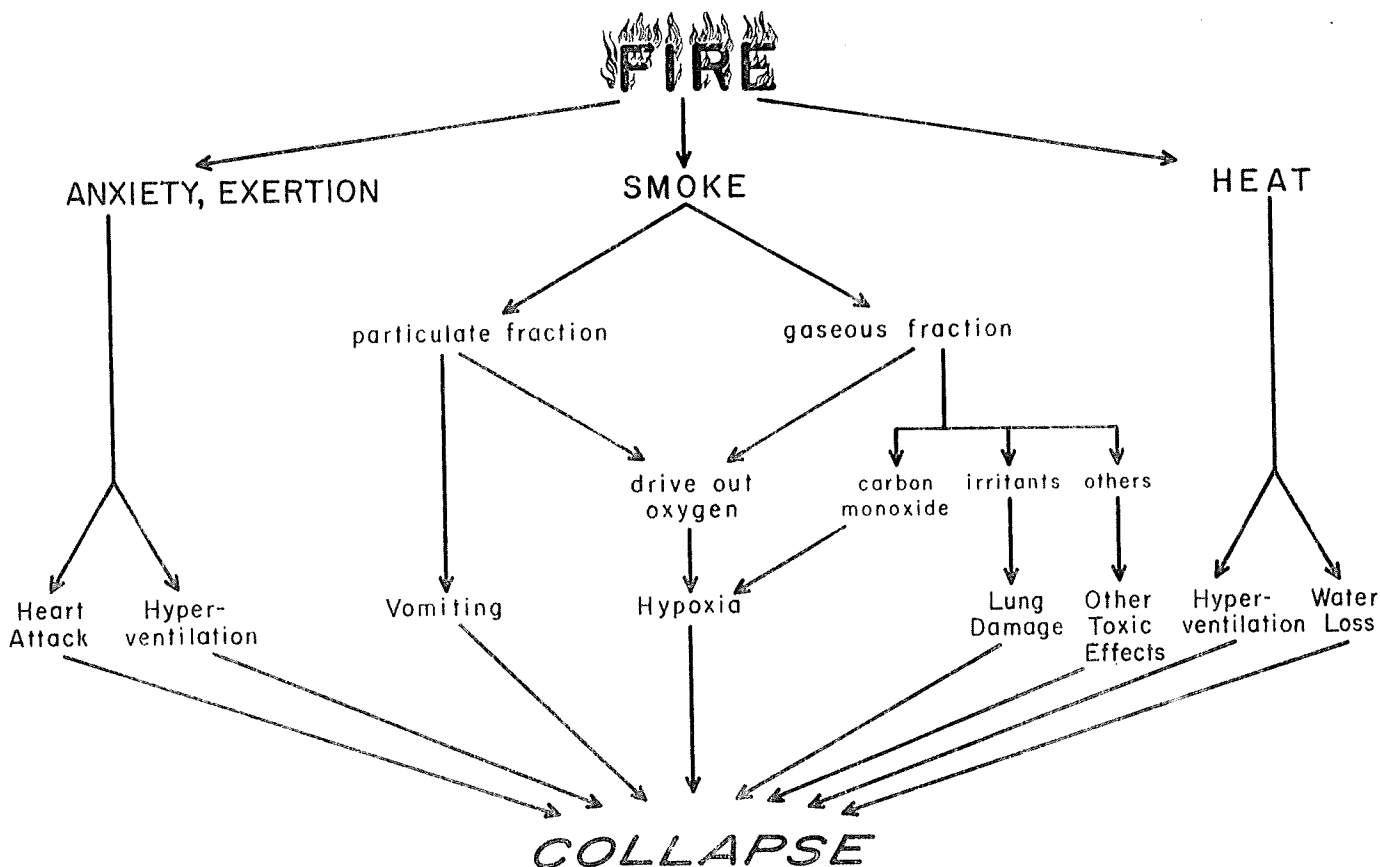 FIRE
ANXIETY, EXERTION
SMOKE
HEAT
particulate fraction
gaseous fraction
drive out
oxygen
carbon
monoxide
irritants
others
Heart
Attack
Hyper-
ventilation
Vomiting
Hypoxia
Lung
Damage
Other
Toxic
Effects
Hyper-
ventilation
Water
Loss
COLLAPSE